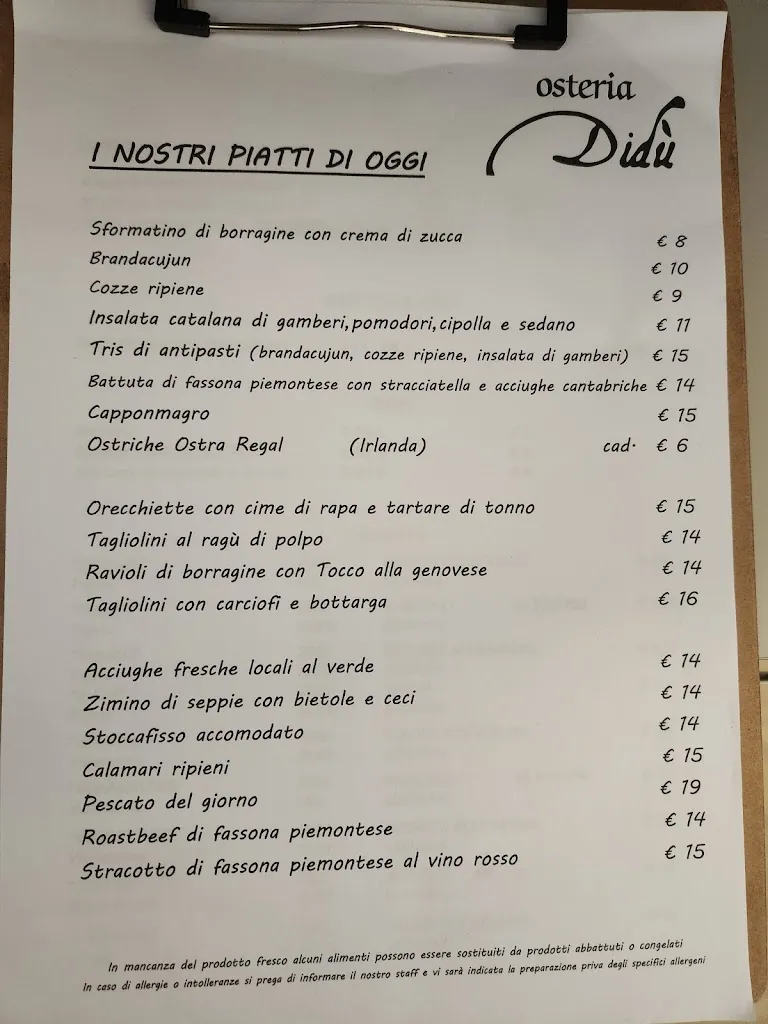 osteria
Didù
I NOSTRI PIATTI DI OGGI
Sformatino di borragine con crema di zucca € 8
Brandacujun € 10
Cozze ripiene € 9
Insalata catalana di gamberi, pomodori, cipolla e sedano € 11
Tris di antipasti (brandacujun, cozze ripiene, insalata di gamberi) € 15
Battuta di fassona piemontese con stracciatella e acciughe cantabriche € 14
Capponmagro € 15
Ostriche Ostra Regal (Irlanda) cad. € 6
Orecchiette con cime di rapa e tartare di tonno € 15
Tagliolini al ragù di polpo € 14
Ravioli di borragine con Tocco alla genovese € 14
Tagliolini con carciofi e bottarga € 16
Acciughe fresche locali al verde € 14
Zimino di seppie con bietole e ceci € 14
Stoccafisso accomodato € 14
Calamari ripieni € 15
Pescato del giorno € 19
Roastbeef di fassona piemontese € 14
Stracotto di fassona piemontese al vino rosso € 15
In mancanza del prodotto fresco alcuni alimenti possono essere sostituiti da prodotti abbattuti o congelati
In caso di allergie o intolleranze si prega di informare il nostro staff e vi sarà indicata la preparazione priva degli specifici allergeni